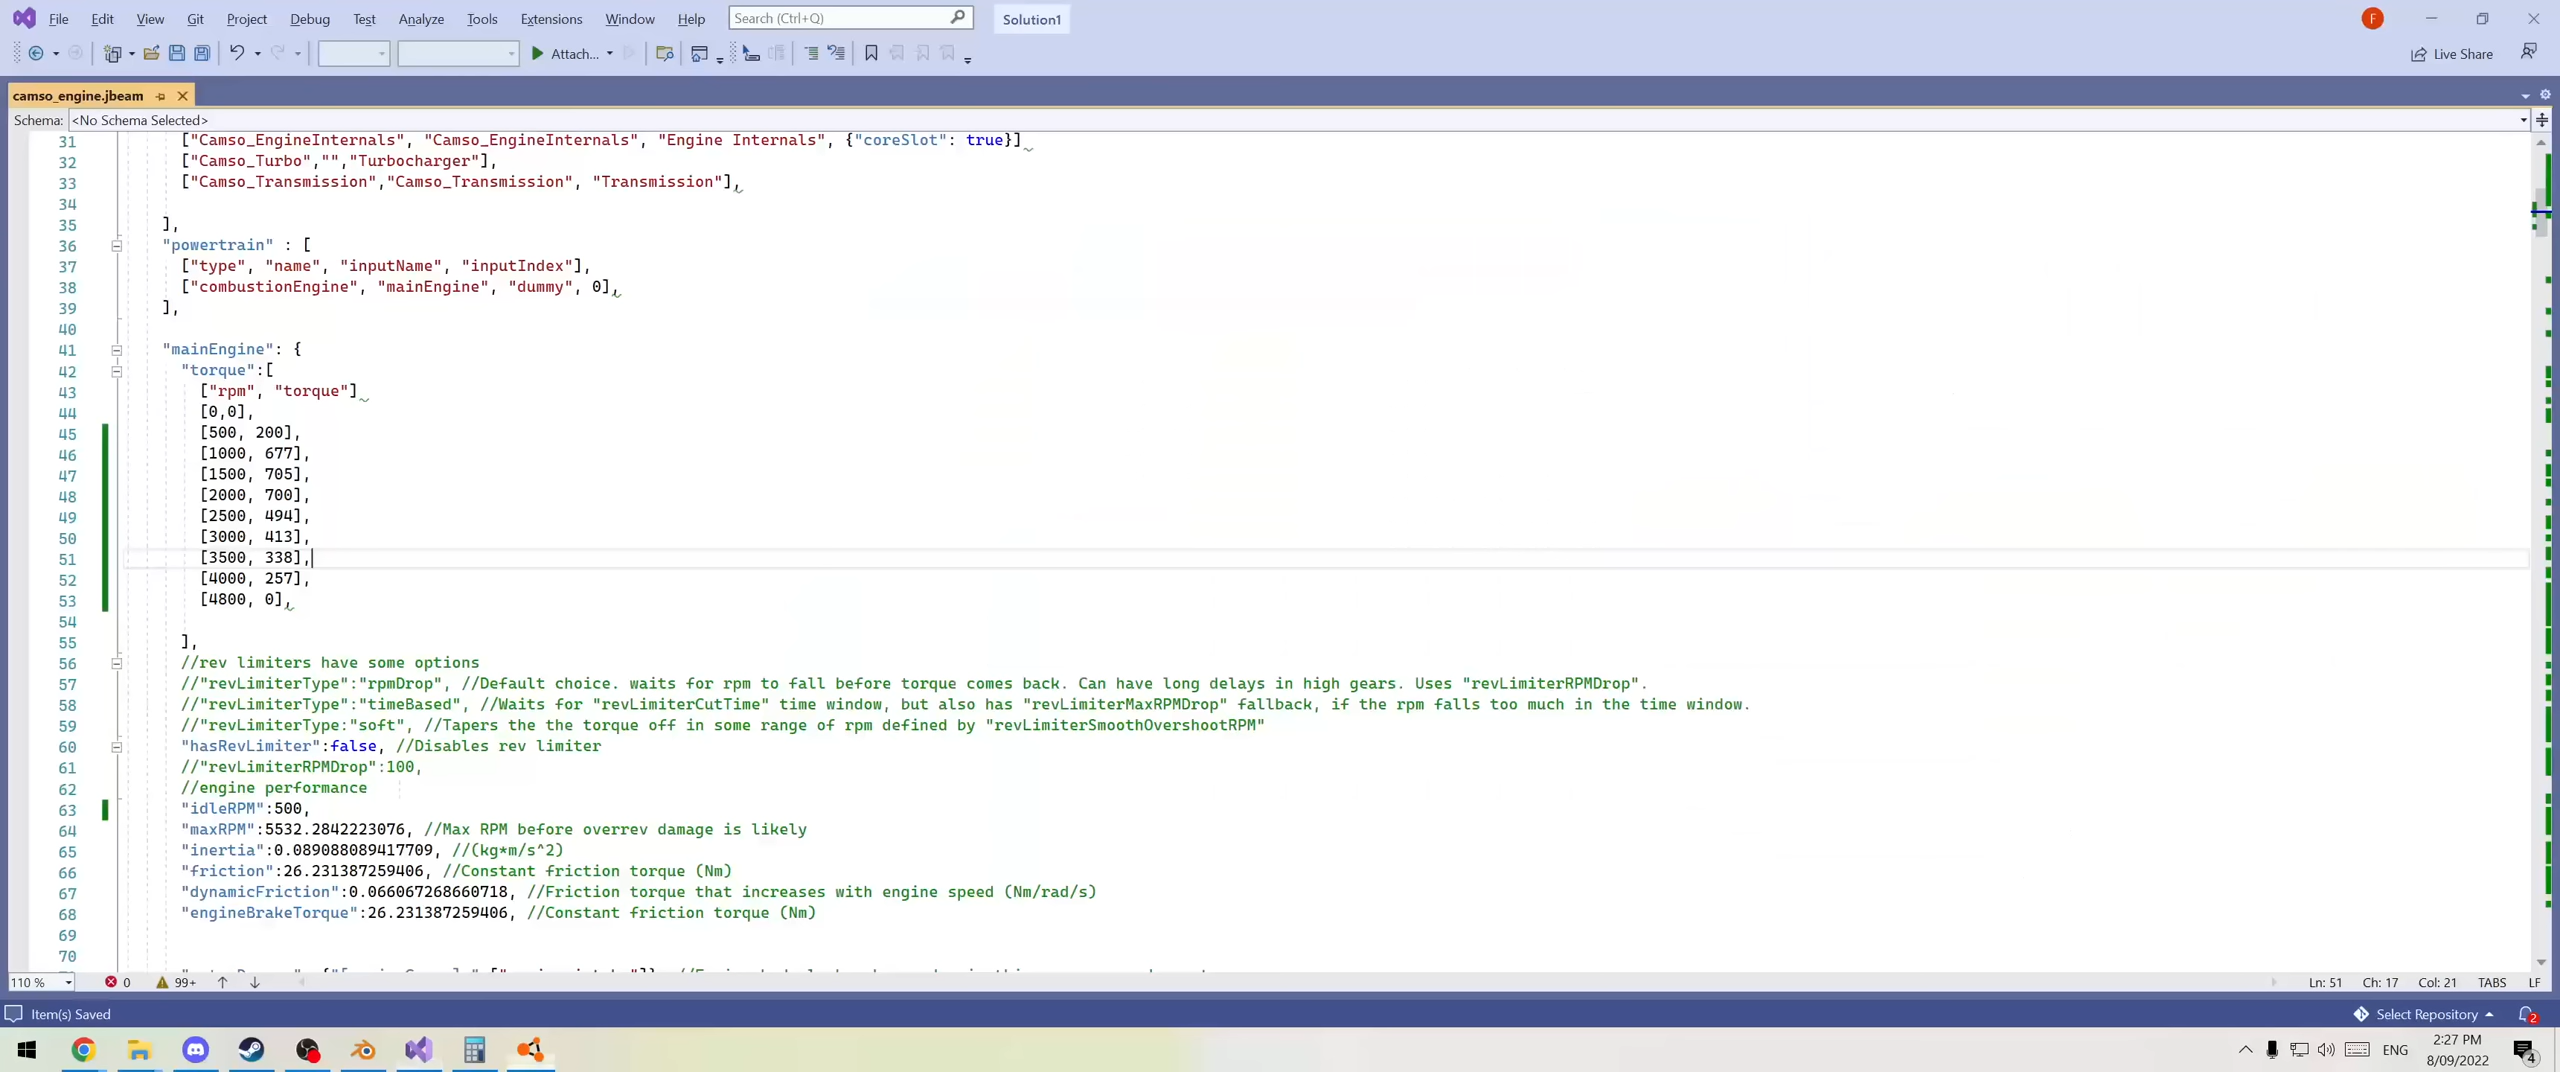 File Edit View Git Project Debug Test Analyze Tools Extensions Window Help Search (Ctrl+Q) Solution1 F
Attach... Live Share
camso_engine.jbeam
Schema: <No Schema Selected>
31 ["Camso_EngineInternals", "Camso_EngineInternals", "Engine Internals", {"coreSlot": true}]
32 ["Camso_Turbo","","Turbocharger"],
33 ["Camso_Transmission","Camso_Transmission", "Transmission"],
34
35 ],
36 "powertrain" : [
37 ["type", "name", "inputName", "inputIndex"],
38 ["combustionEngine", "mainEngine", "dummy", 0],
39 ],
40
41 "mainEngine": {
42 "torque":[
43 ["rpm", "torque"]
44 [0,0],
45 [500, 200],
46 [1000, 677],
47 [1500, 705],
48 [2000, 700],
49 [2500, 494],
50 [3000, 413],
51 [3500, 338],
52 [4000, 257],
53 [4800, 0],
54
55 ],
56 //rev limiters have some options
57 //"revLimiterType":"rpmDrop", //Default choice. waits for rpm to fall before torque comes back. Can have long delays in high gears. Uses "revLimiterRPMDrop".
58 //"revLimiterType":"timeBased", //Waits for "revLimiterCutTime" time window, but also has "revLimiterMaxRPMDrop" fallback, if the rpm falls too much in the time window.
59 //"revLimiterType:"soft", //Tapers the the torque off in some range of rpm defined by "revLimiterSmoothOvershootRPM"
60 "hasRevLimiter":false, //Disables rev limiter
61 //"revLimiterRPMDrop":100,
62 //engine performance
63 "idleRPM":500,
64 "maxRPM":5532.2842223076, //Max RPM before overrev damage is likely
65 "inertia":0.089088089417709, //(kg*m/s^2)
66 "friction":26.231387259406, //Constant friction torque (Nm)
67 "dynamicFriction":0.066067268660718, //Friction torque that increases with engine speed (Nm/rad/s)
68 "engineBrakeTorque":26.231387259406, //Constant friction torque (Nm)
69
70
110 % 0 99+ Ln: 51 Ch: 17 Col: 21 TABS LF
Item(s) Saved Select Repository 2
ENG 2:27 PM
8/09/2022 4